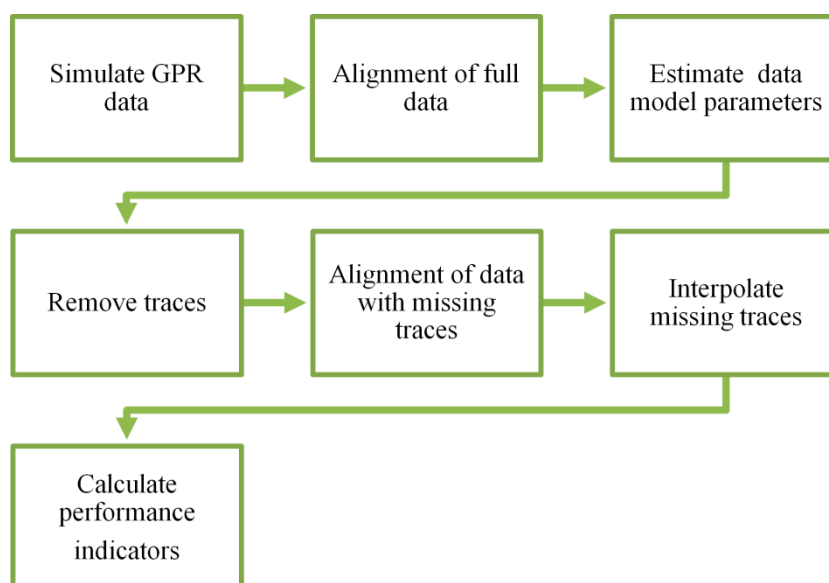 Simulate GPR
data
Alignment of full
data
Estimate data
model parameters
Remove traces
Alignment of data
with missing
traces
Interpolate
missing traces
Calculate
performance
indicators